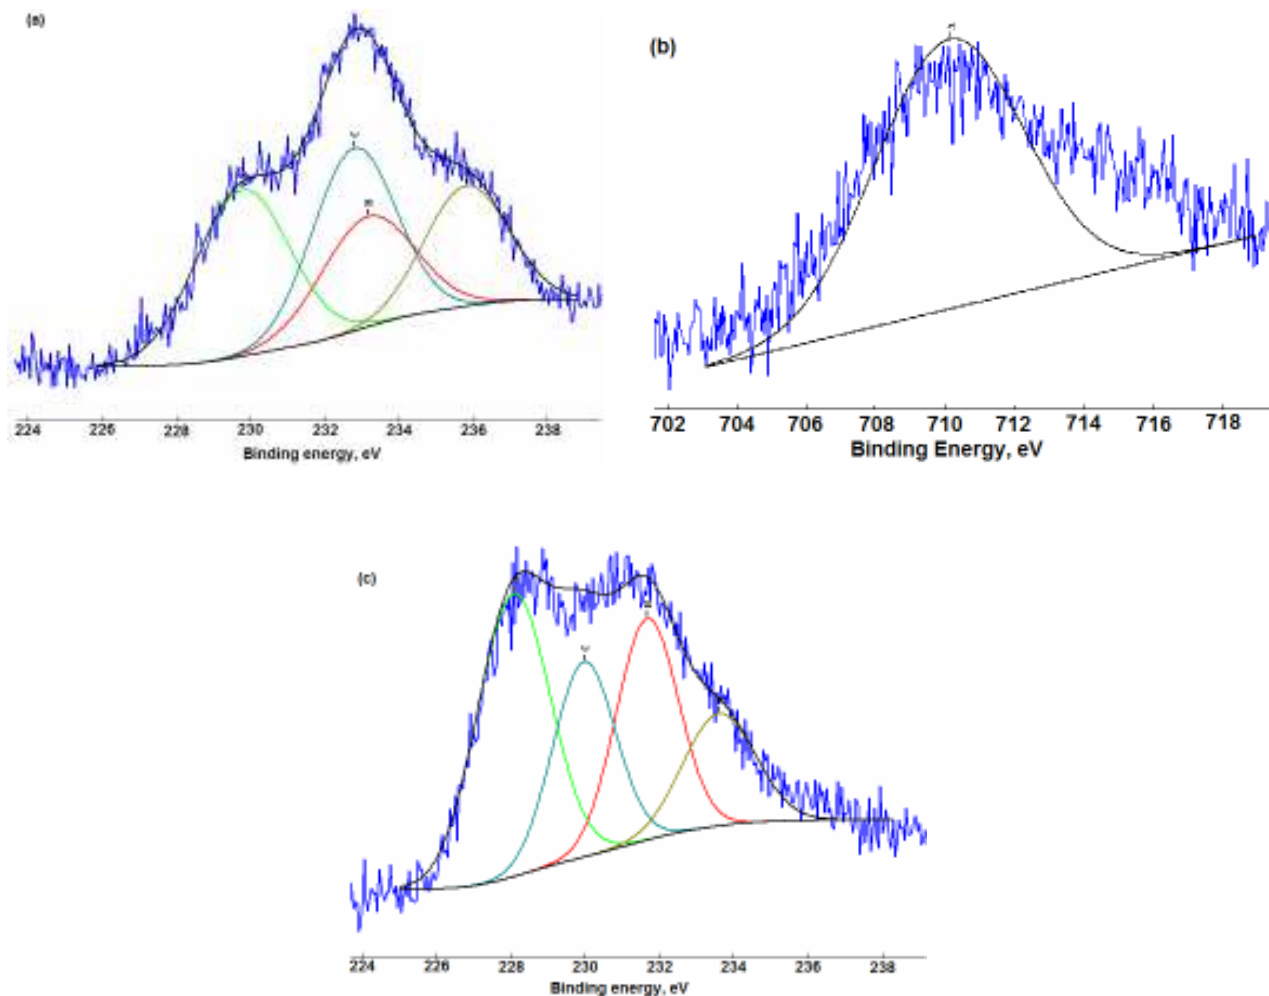 (a)
224 226 228 230 232 234 236 238
Binding energy, eV
(b)
702 704 706 708 710 712 714 716 718
Binding Energy, eV
(c)
224 226 228 230 232 234 236 238
Binding energy, eV